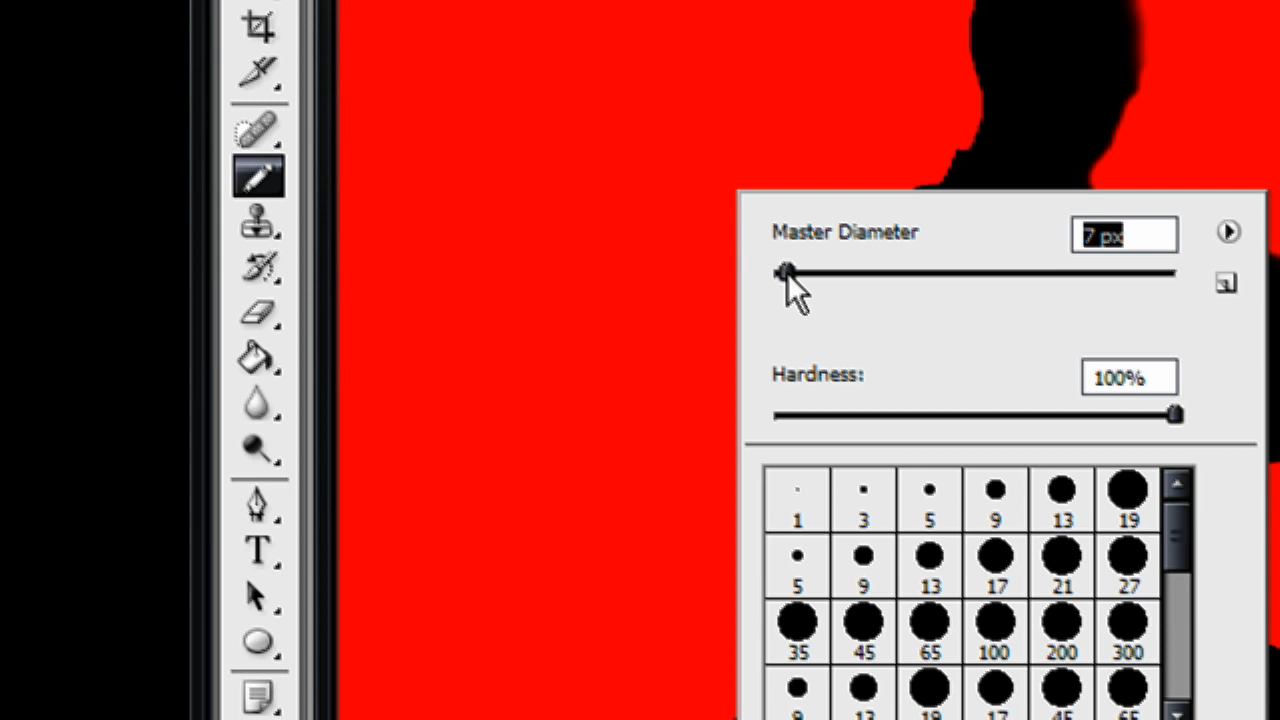 Master Diameter 7 px
Hardness: 100%
1 3 5 9 13 19
5 9 13 17 21 27
35 45 65 100 200 300
9 13 19 17 45 65
T